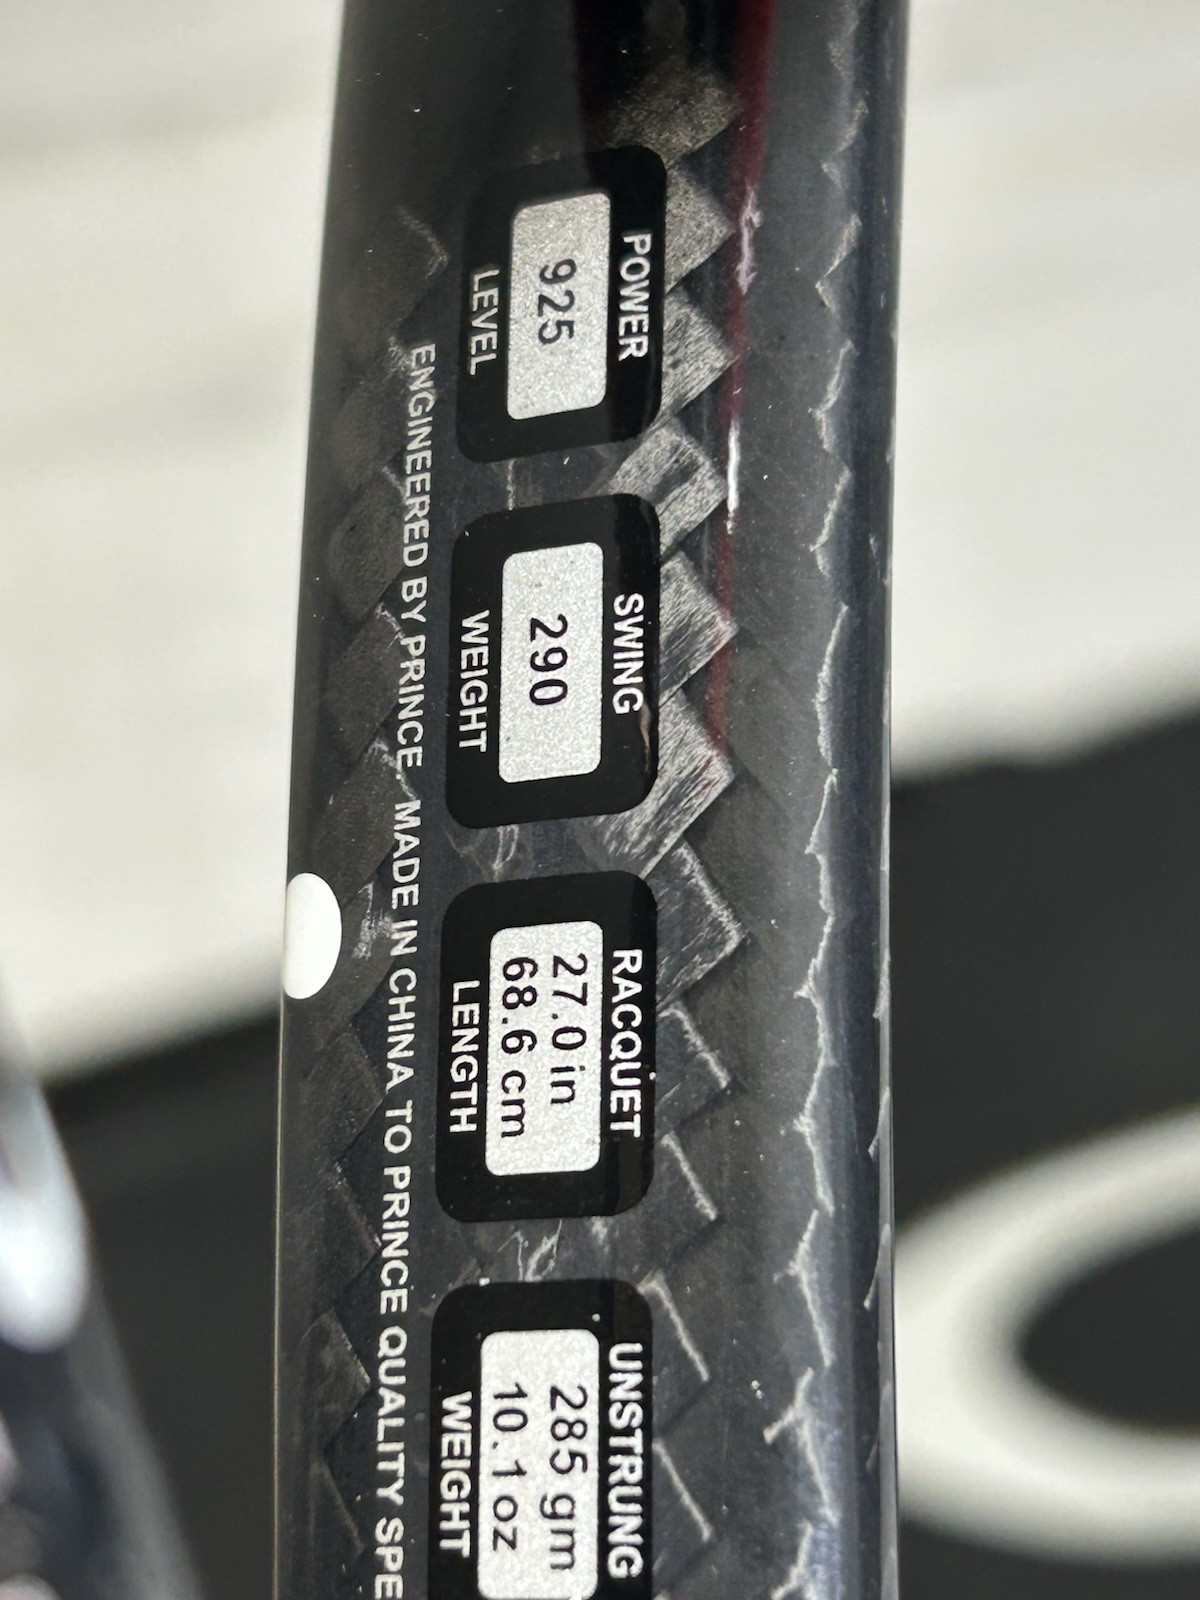 POWER
925
LEVEL
SWING
290
WEIGHT
RACQUET
27.0 in
68.6 cm
LENGTH
UNSTRUNG
285 gm
10.1 oz
WEIGHT
ENGINEERED BY PRINCE. MADE IN CHINA TO PRINCE QUALITY SPE